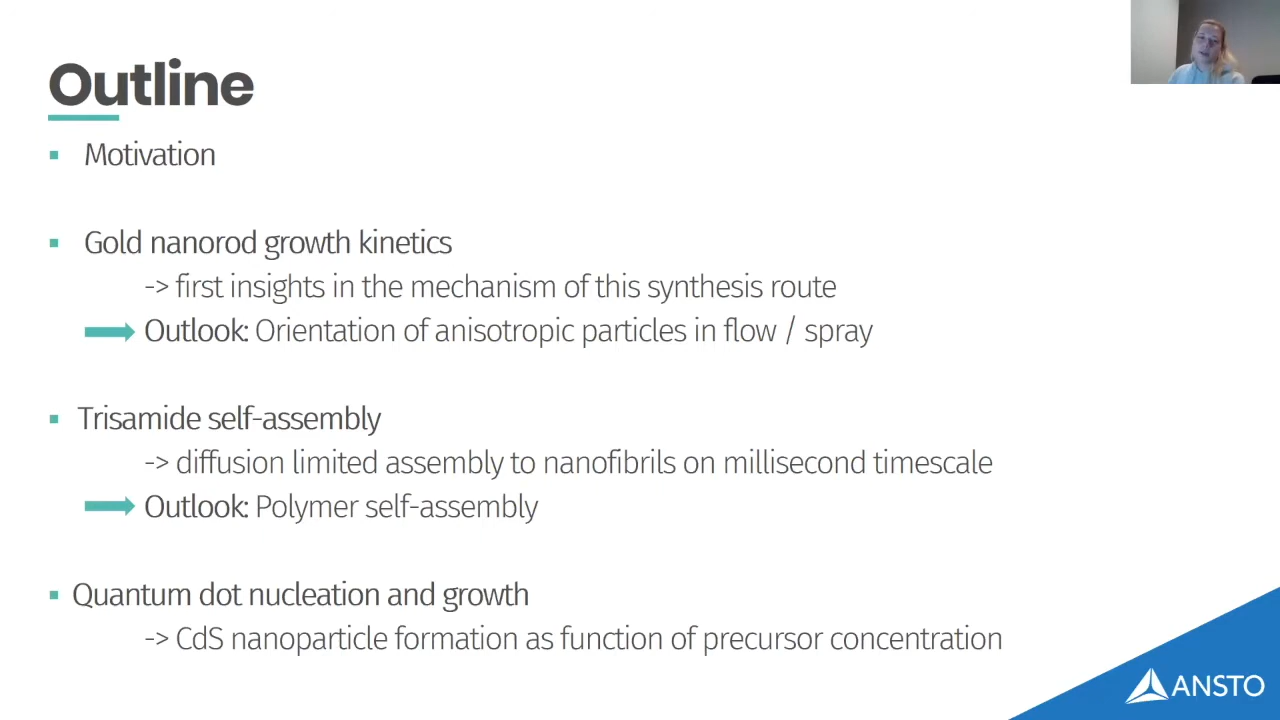 Outline
▪ Motivation
▪ Gold nanorod growth kinetics
-> first insights in the mechanism of this synthesis route
Outlook: Orientation of anisotropic particles in flow / spray
▪ Trisamide self-assembly
-> diffusion limited assembly to nanofibrils on millisecond timescale
Outlook: Polymer self-assembly
▪ Quantum dot nucleation and growth
-> CdS nanoparticle formation as function of precursor concentration
ANSTO